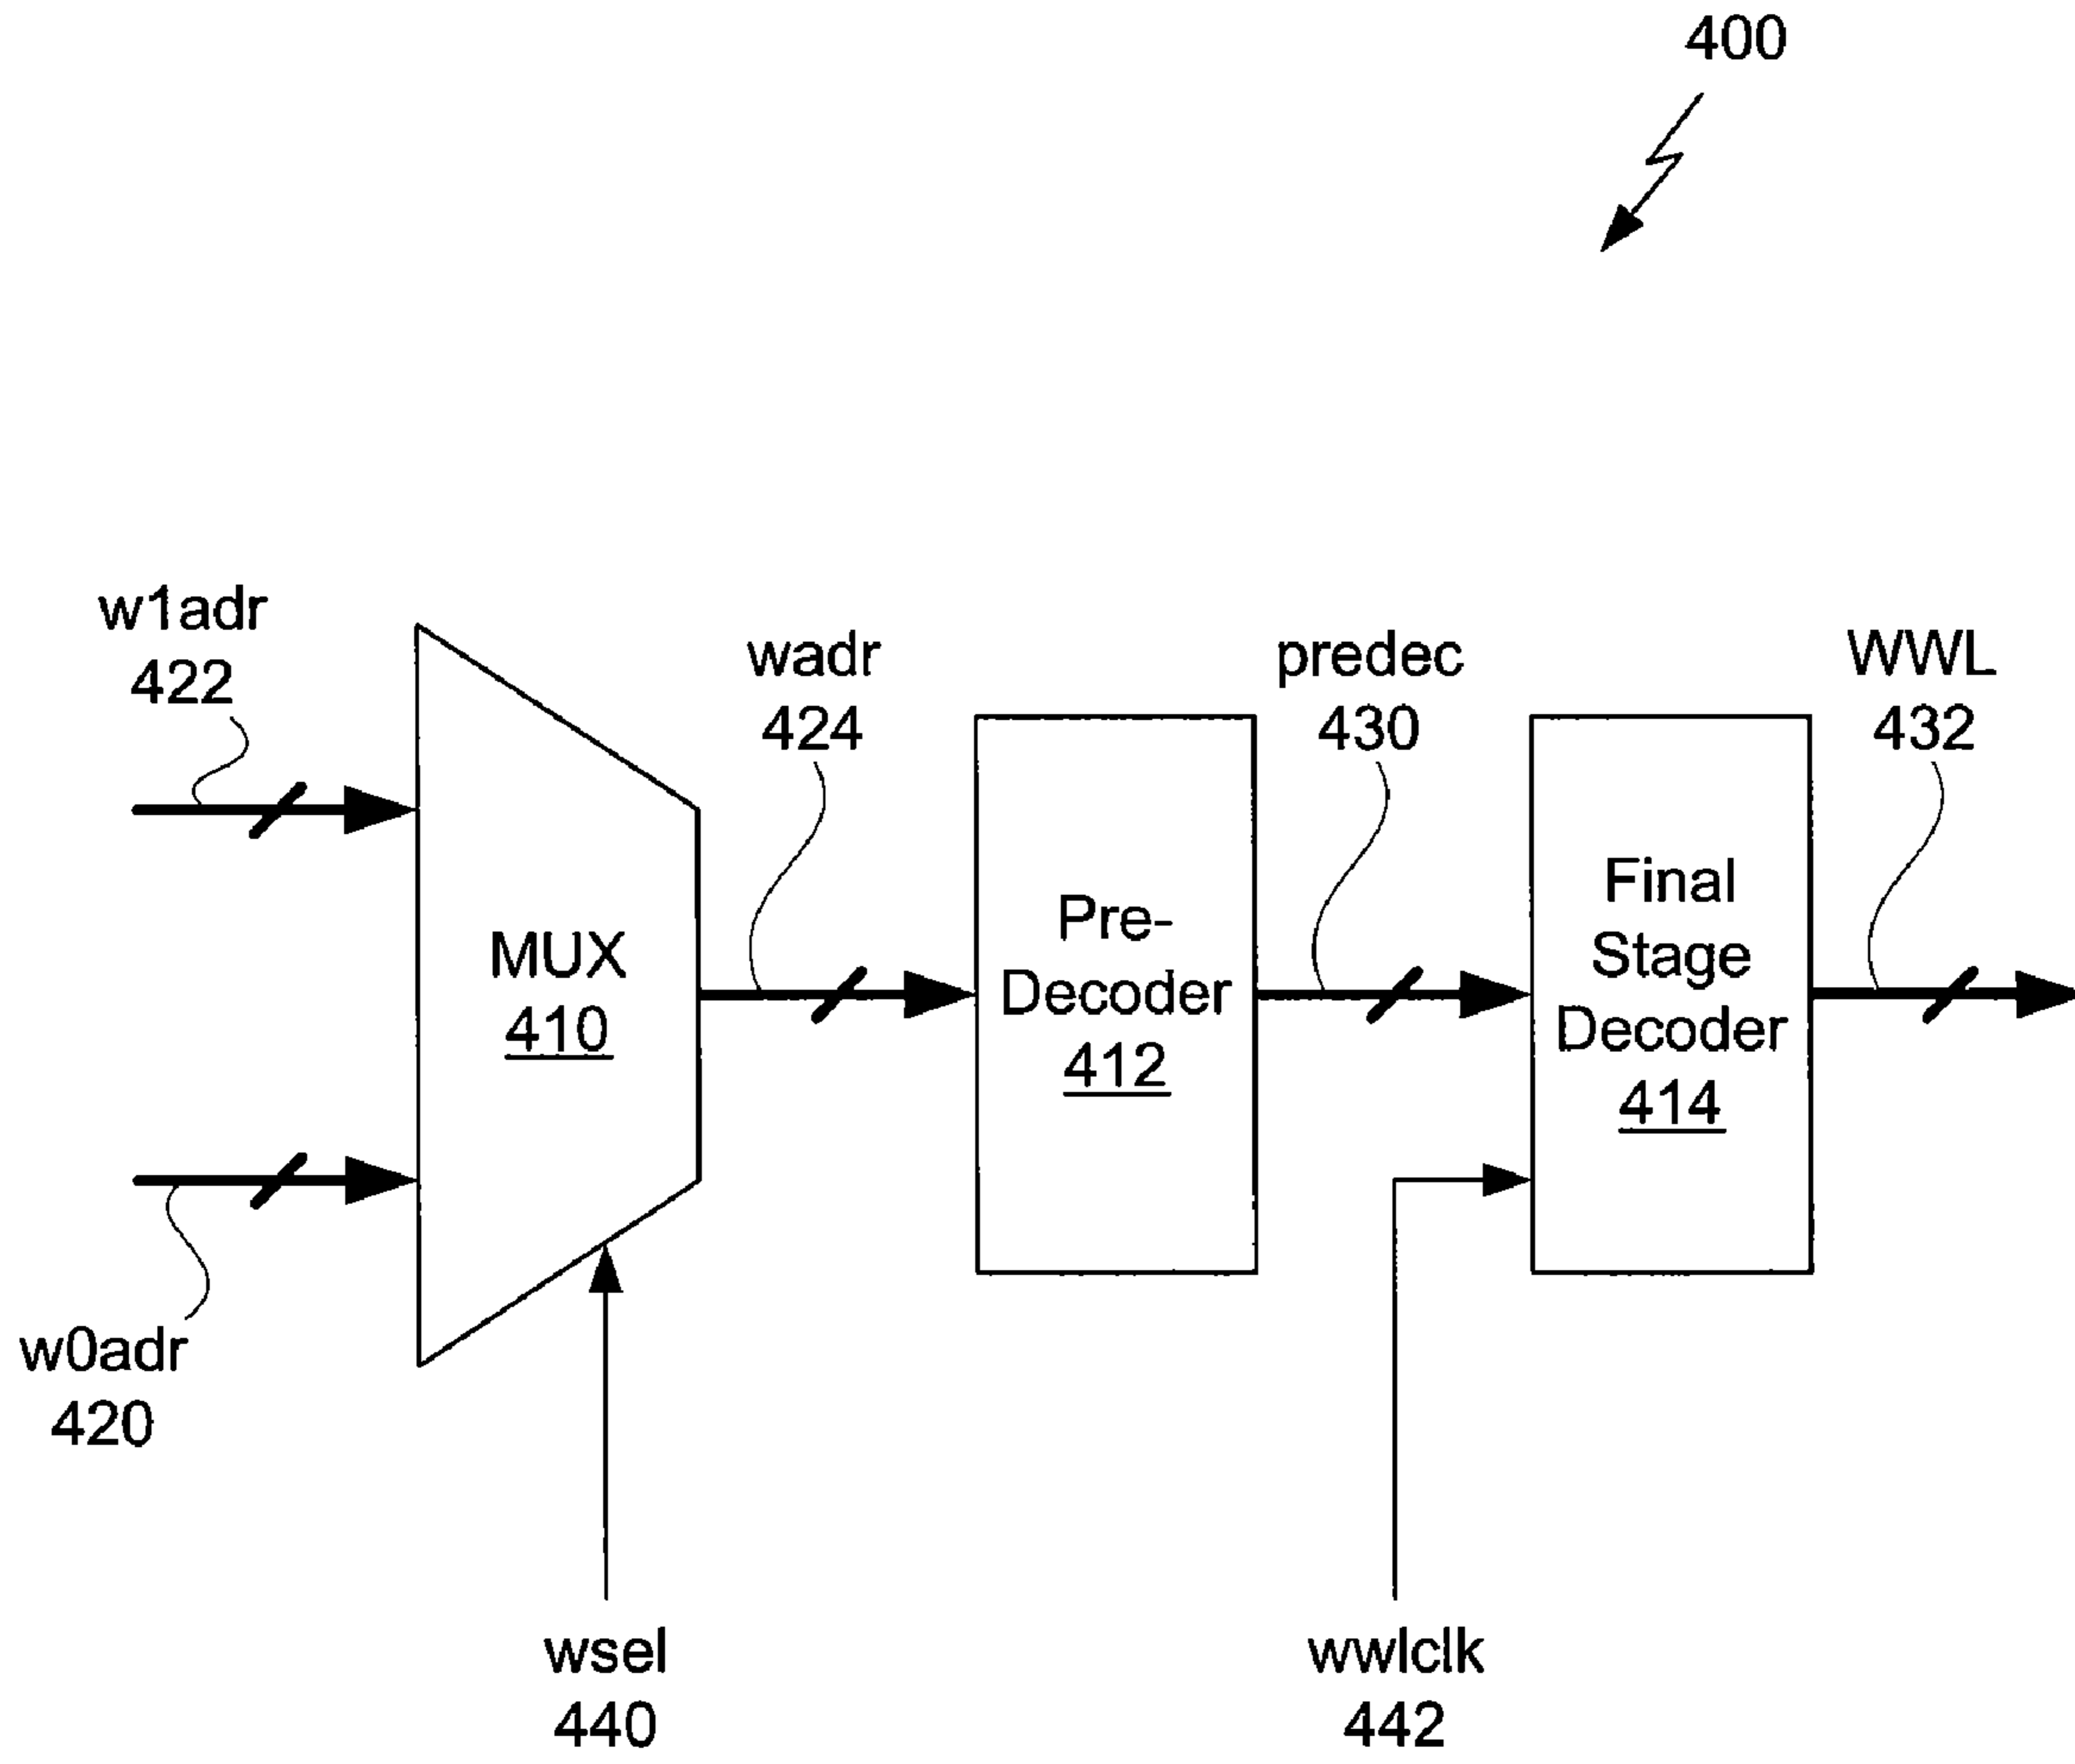 400
w1adr
422
wadr
424
predec
430
WWL
432
MUX
410
Pre-
Decoder
412
Final
Stage
Decoder
414
w0adr
420
wsel
440
wwlclk
442